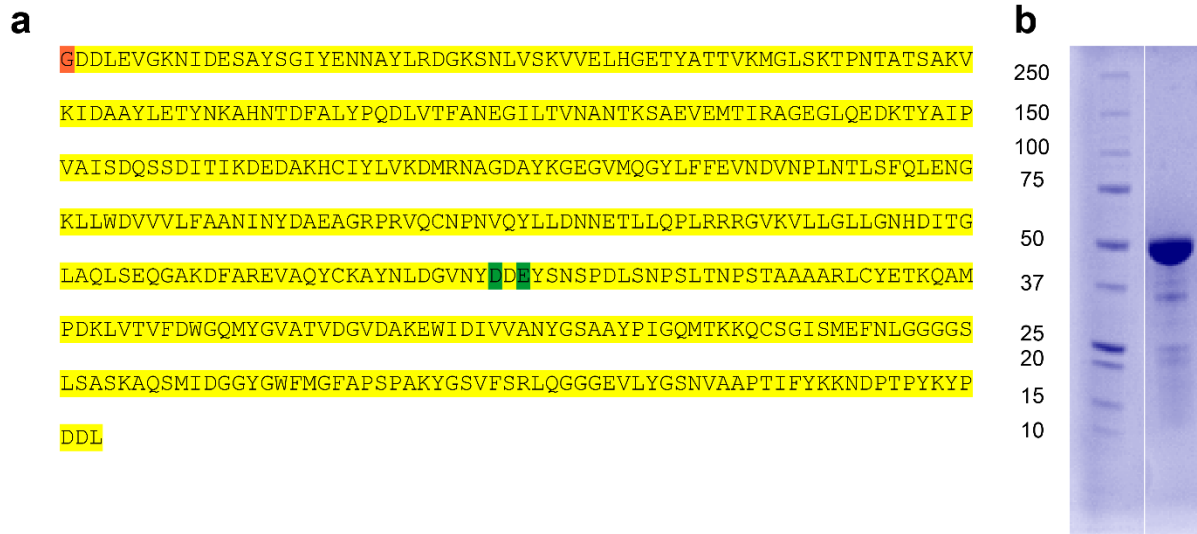 a
GDDLEVGKNIDESAYSGIYENNAYLRDGKSNLVSKVVELHGETYATTVKMGLSKTPNTATSAKV
KIDAAYLETYNKAHNTDFALYPQDLVTFANEGILTVNANTKSAEVEMTIRAGEGLQEDKTYAIP
VAISDQSSDITIKDEDAKHCIYLVKDMRNAGDAYKGEGVMQGYLFFEVNDVNPLNTLSFQLENG
KLLWDVVVLFAANINYDAEAGRPRVQCNPNVQYLLDNNETLLQPLRRRGVKVLLGLLGNHDITG
LAQLSEQGAKDFAREVAQYCKAYNLDGVNYDDEYSNSPDLSNPSLTNPSTAAAARLCYETKQAM
PDKLVTVFDWGQMYGVATVDGVDAKEWIDIVVANYGSAAYPIGQMTKKQCSGISMEFNLGGGGS
LSASKAQSMIDGGYGWFMGFAPSPAKYGSVFSRLQGGGEVLYGSNVAAPTIFYKKNDPTPYKYP
DDL
b
250
150
100
75
50
37
25
20
15
10